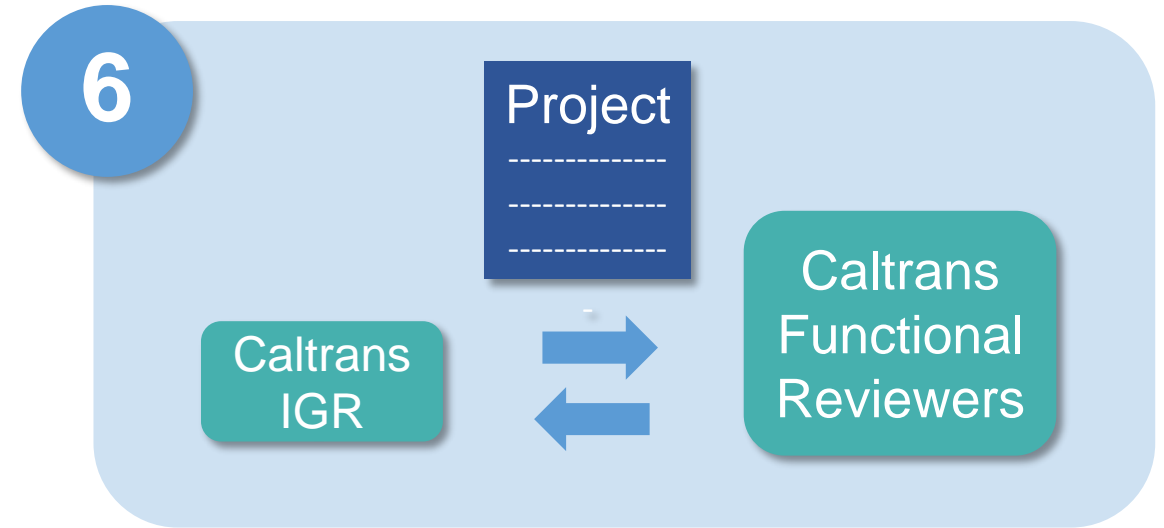 6
Project
--------------
--------------
--------------
-
Caltrans
IGR
Caltrans
Functional
Reviewers